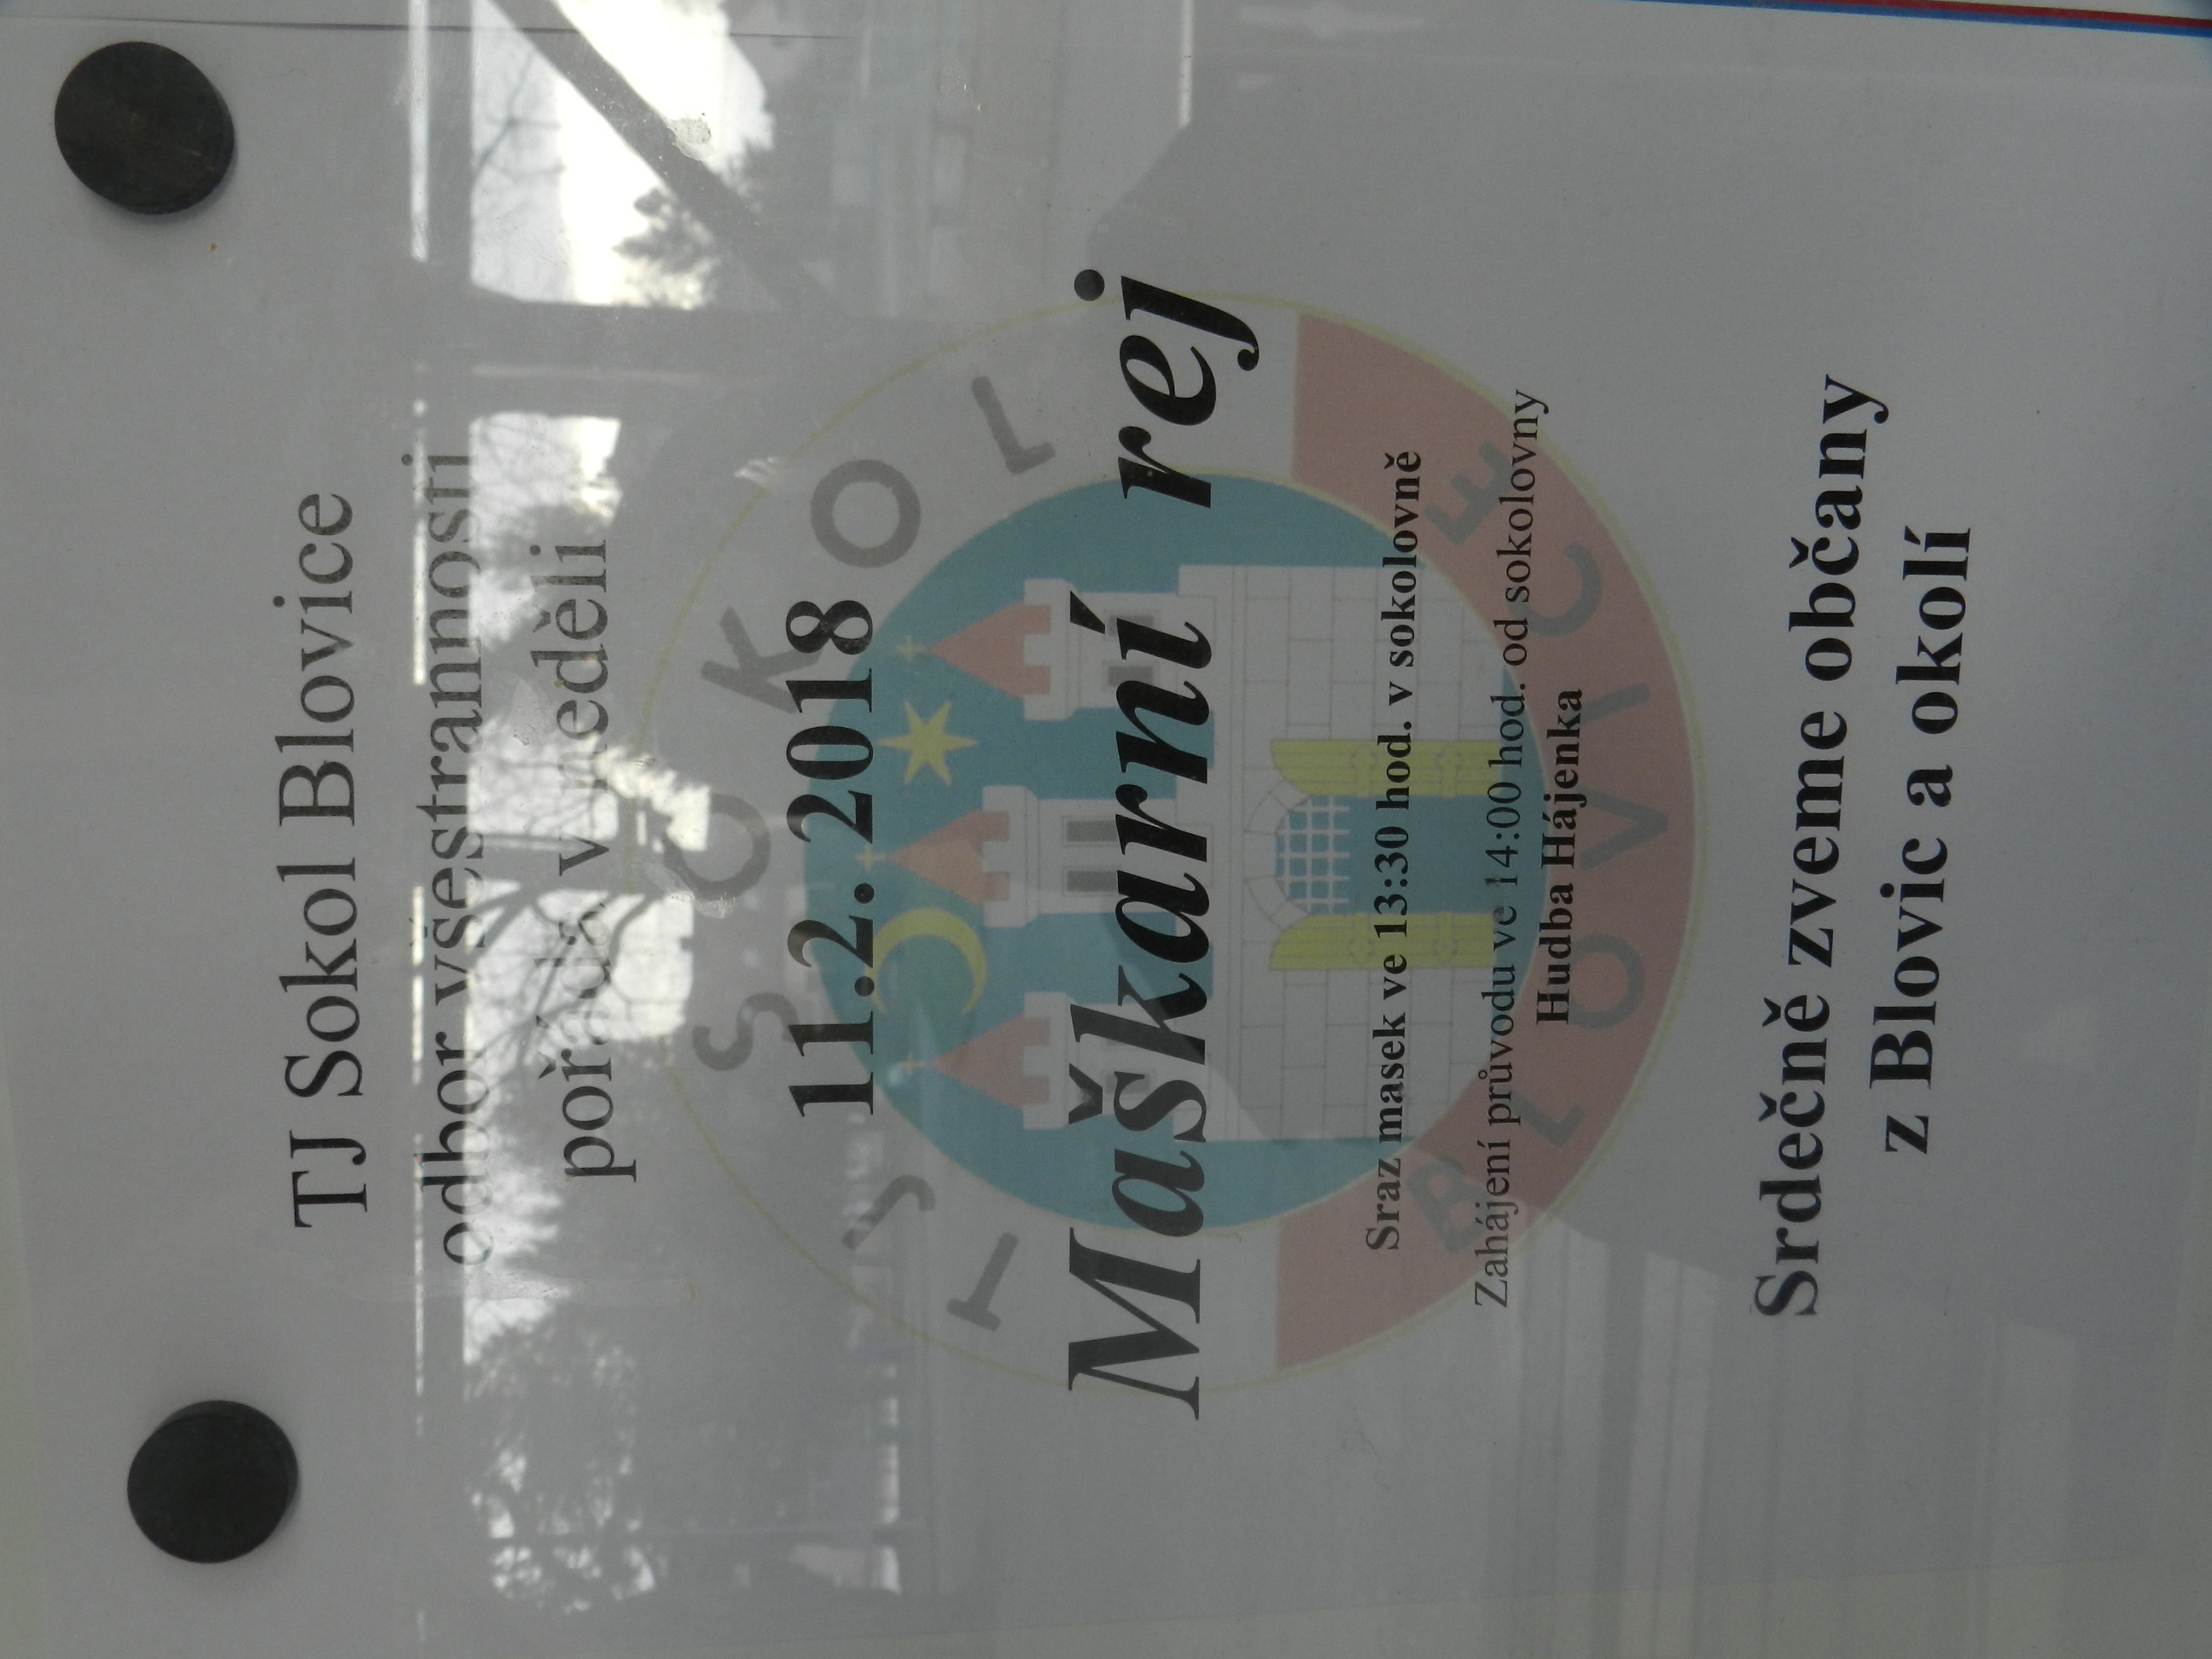 TJ Sokol Blovice
odbor všestrannosti
pořádá v neděli
11.2. 2018
Maškarní rej
Sraz masek ve 13:30 hod. v sokolovně
Zahájení průvodu ve 14:00 hod. od sokolovny
Hudba Hájenka
Srdečně zveme občany
z Blovic a okolí
T.J. SOKOL
BLOVICE